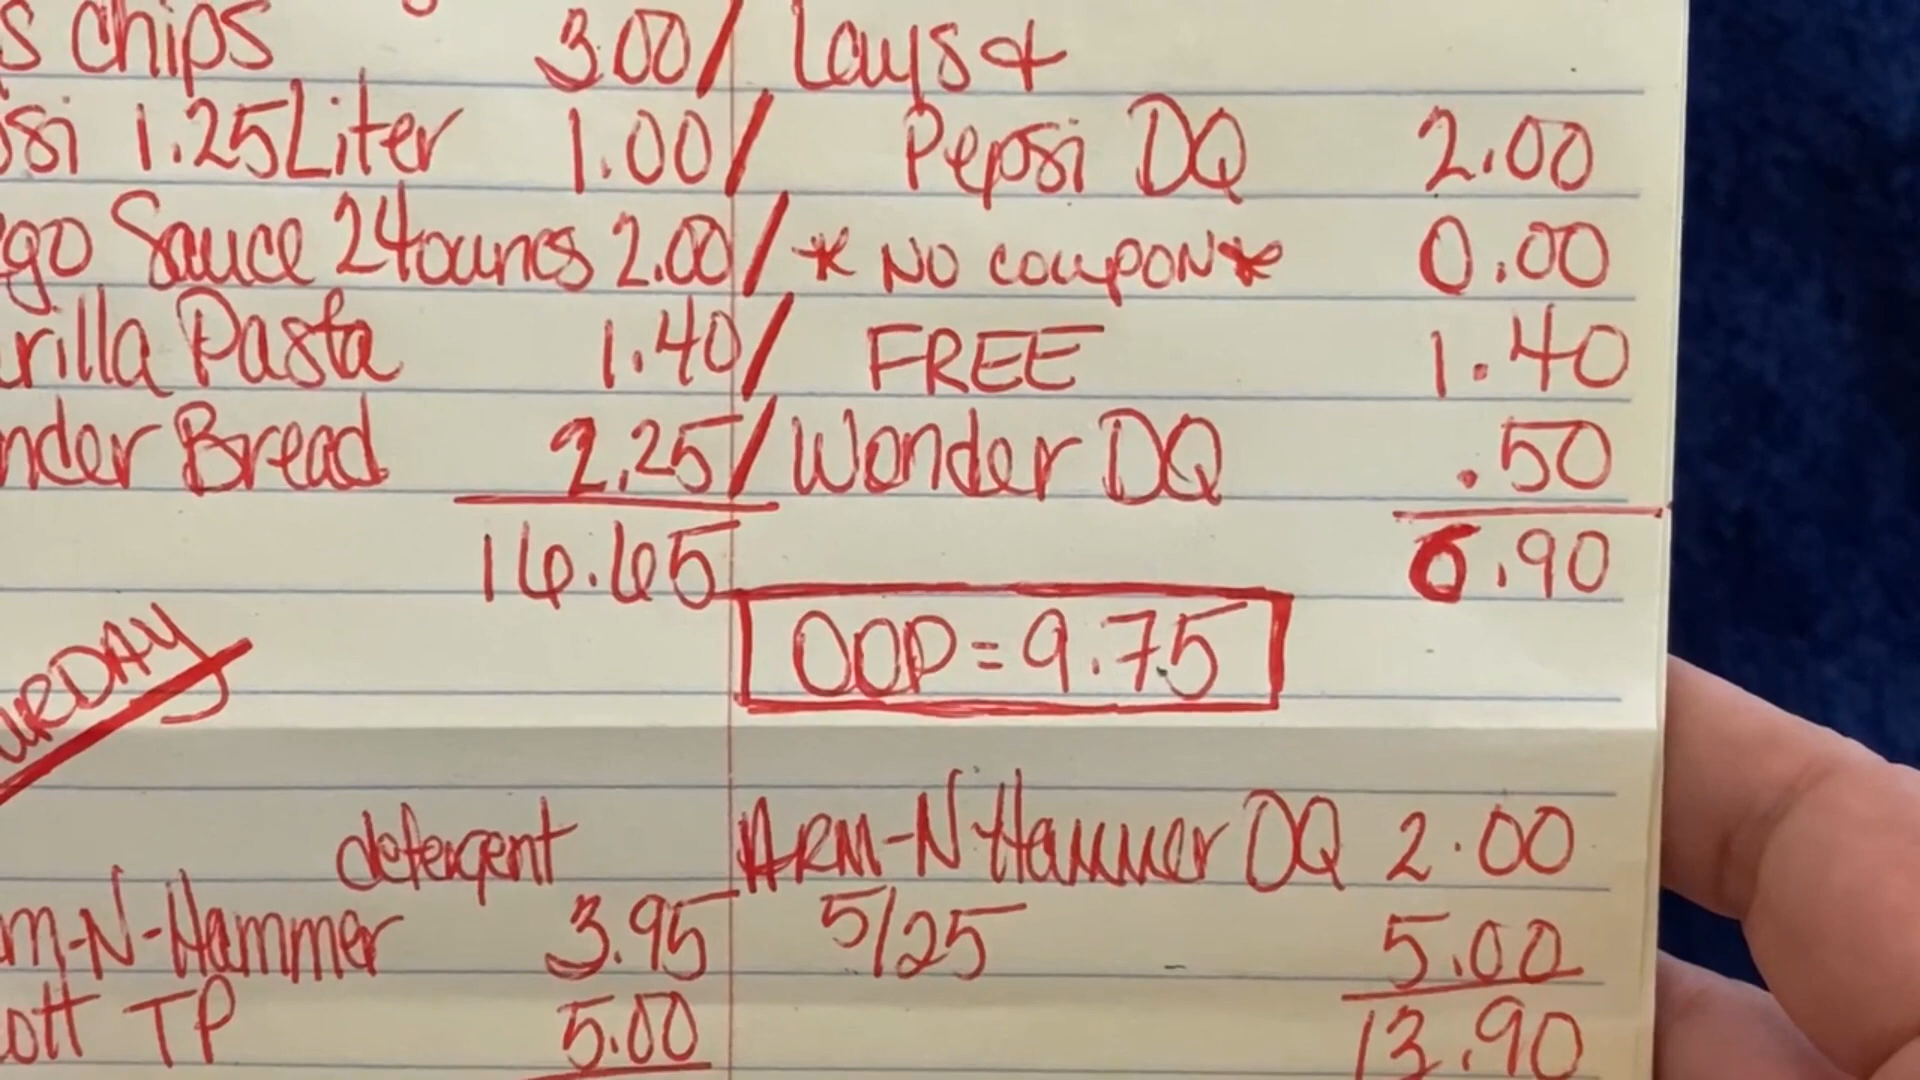 s chips 3.00/ Lays &
si 1.25 Liter 1.00/ Pepsi DQ 2.00
go Sauce 24ounces 2.00/ * NO COUPON* 0.00
rilla Pasta 1.40/ FREE 1.40
nder Bread 2.25/ Wonder DQ .50
16.65 6.90
OOP = 9.75
URDAY
detergent ARM-N-Hammer DQ 2.00
m-N-Hammer 3.95 5/25 5.00
ott TP 5.00 13.90